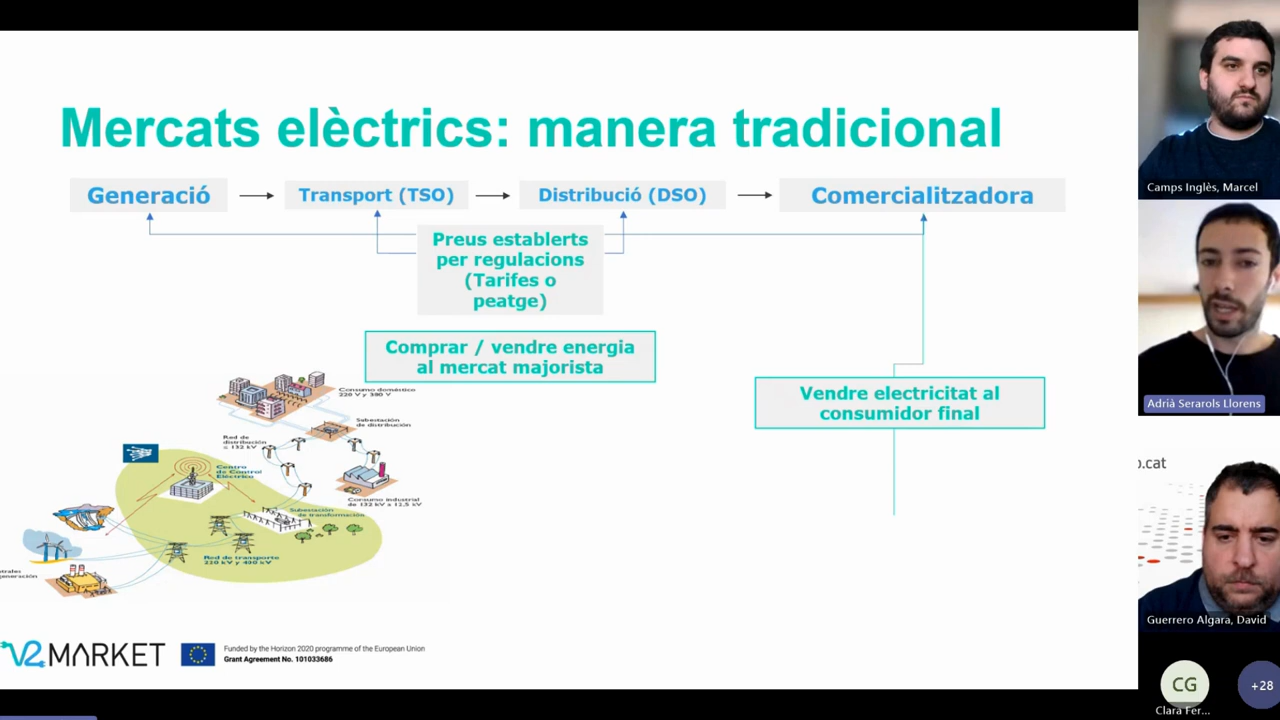 Mercats elèctrics: manera tradicional
Generació
Transport (TSO)
Distribució (DSO)
Comercialitzadora
Preus establerts
per regulacions
(Tarifes o
peatge)
Comprar / vendre energia
al mercat majorista
Vendre electricitat al
consumidor final
Consumo doméstico
220 V y 380 V
Subestación
de distribución
Red de
distribución
≤ 132 kV
Centro
de Control
Eléctrico
Consumo industrial
de 132 kV a 12,5 kV
Subestación
de transformación
Red de transporte
220 kV y 400 kV
generación
V2MARKET
Funded by the Horizon 2020 programme of the European Union
Grant Agreement No. 101033686
Camps Inglès, Marcel
Adrià Serarols Llorens
o.cat
Guerrero Algara, David
CG
Clara Fer...
+28